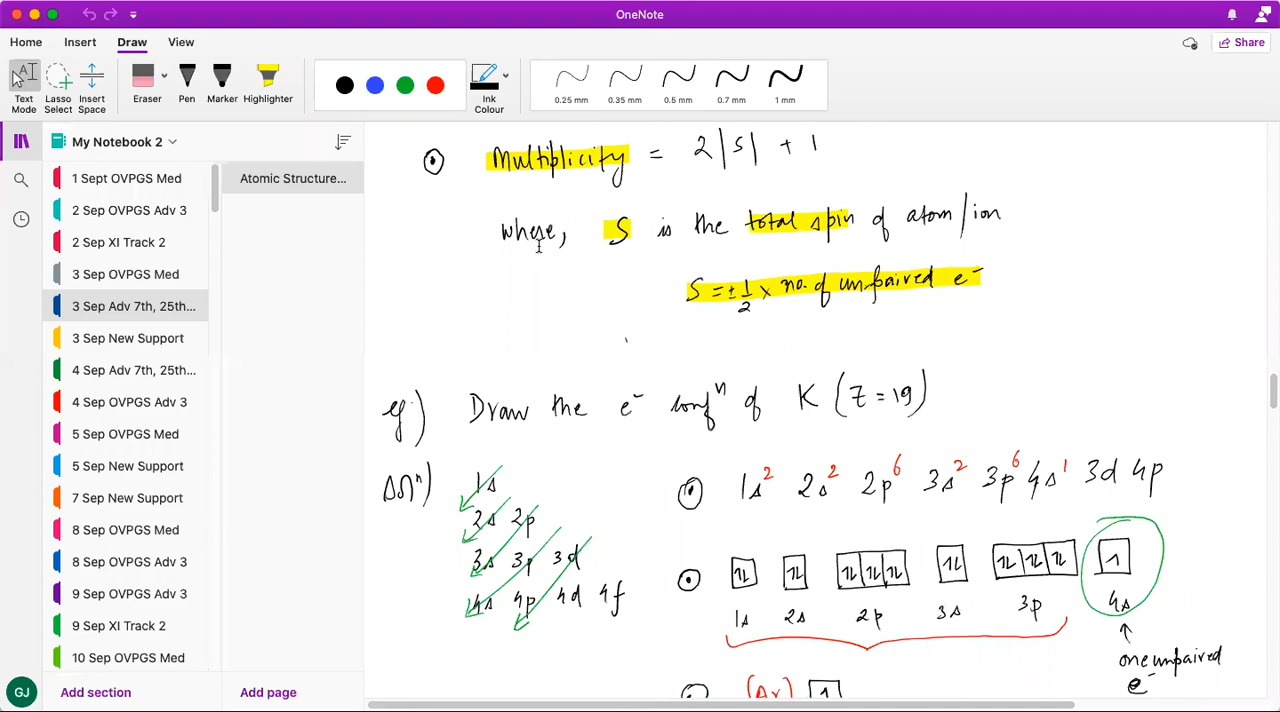 OneNote
Home Insert Draw View
Share
Text Mode
Lasso Select
Insert Space
Eraser
Pen
Marker
Highlighter
Ink Colour
0.25 mm 0.35 mm 0.5 mm 0.7 mm 1 mm
My Notebook 2
1 Sept OVPGS Med
2 Sep OVPGS Adv 3
2 Sep XI Track 2
3 Sep OVPGS Med
3 Sep Adv 7th, 25th...
3 Sep New Support
4 Sep Adv 7th, 25th...
4 Sep OVPGS Adv 3
5 Sep OVPGS Med
5 Sep New Support
7 Sep New Support
8 Sep OVPGS Med
8 Sep OVPGS Adv 3
9 Sep OVPGS Adv 3
9 Sep XI Track 2
10 Sep OVPGS Med
GJ
Add section
Atomic Structure...
Add page
Multiplicity = 2|S| + 1
where, S is the total spin of atom/ion
S = ± 1/2 × no. of unpaired e⁻
eg:) Draw the e⁻ confⁿ of K (Z = 19)
1s
2s 2p
3s 3p 3d
4s 4p 4d 4f
1s² 2s² 2p⁶ 3s² 3p⁶ 4s¹ 3d 4p
⥮ ⥮ ⥮⥮⥮ ⥮ ⥮⥮⥮ 1
1s 2s 2p 3s 3p 4s
one unpaired
e⁻
(Ar) 1